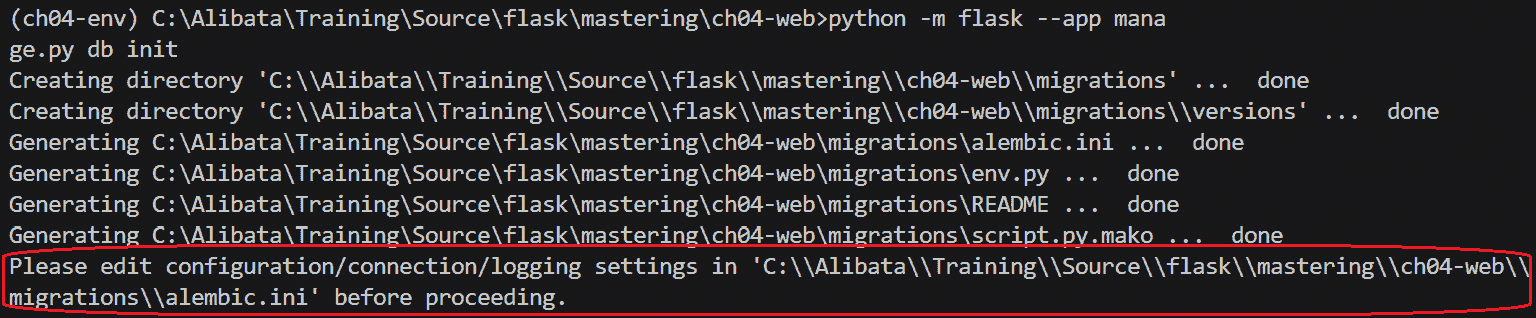 (ch04-env) C:\Alibata\Training\Source\flask\mastering\ch04-web>python -m flask --app mana
ge.py db init
Creating directory 'C:\\Alibata\\Training\\Source\\flask\\mastering\\ch04-web\\migrations' ...  done
Creating directory 'C:\\Alibata\\Training\\Source\\flask\\mastering\\ch04-web\\migrations\\versions' ...  done
Generating C:\Alibata\Training\Source\flask\mastering\ch04-web\migrations\alembic.ini ...  done
Generating C:\Alibata\Training\Source\flask\mastering\ch04-web\migrations\env.py ...  done
Generating C:\Alibata\Training\Source\flask\mastering\ch04-web\migrations\README ...  done
Generating C:\Alibata\Training\Source\flask\mastering\ch04-web\migrations\script.py.mako ...  done
Please edit configuration/connection/logging settings in 'C:\\Alibata\\Training\\Source\\flask\\mastering\\ch04-web\\
migrations\\alembic.ini' before proceeding.